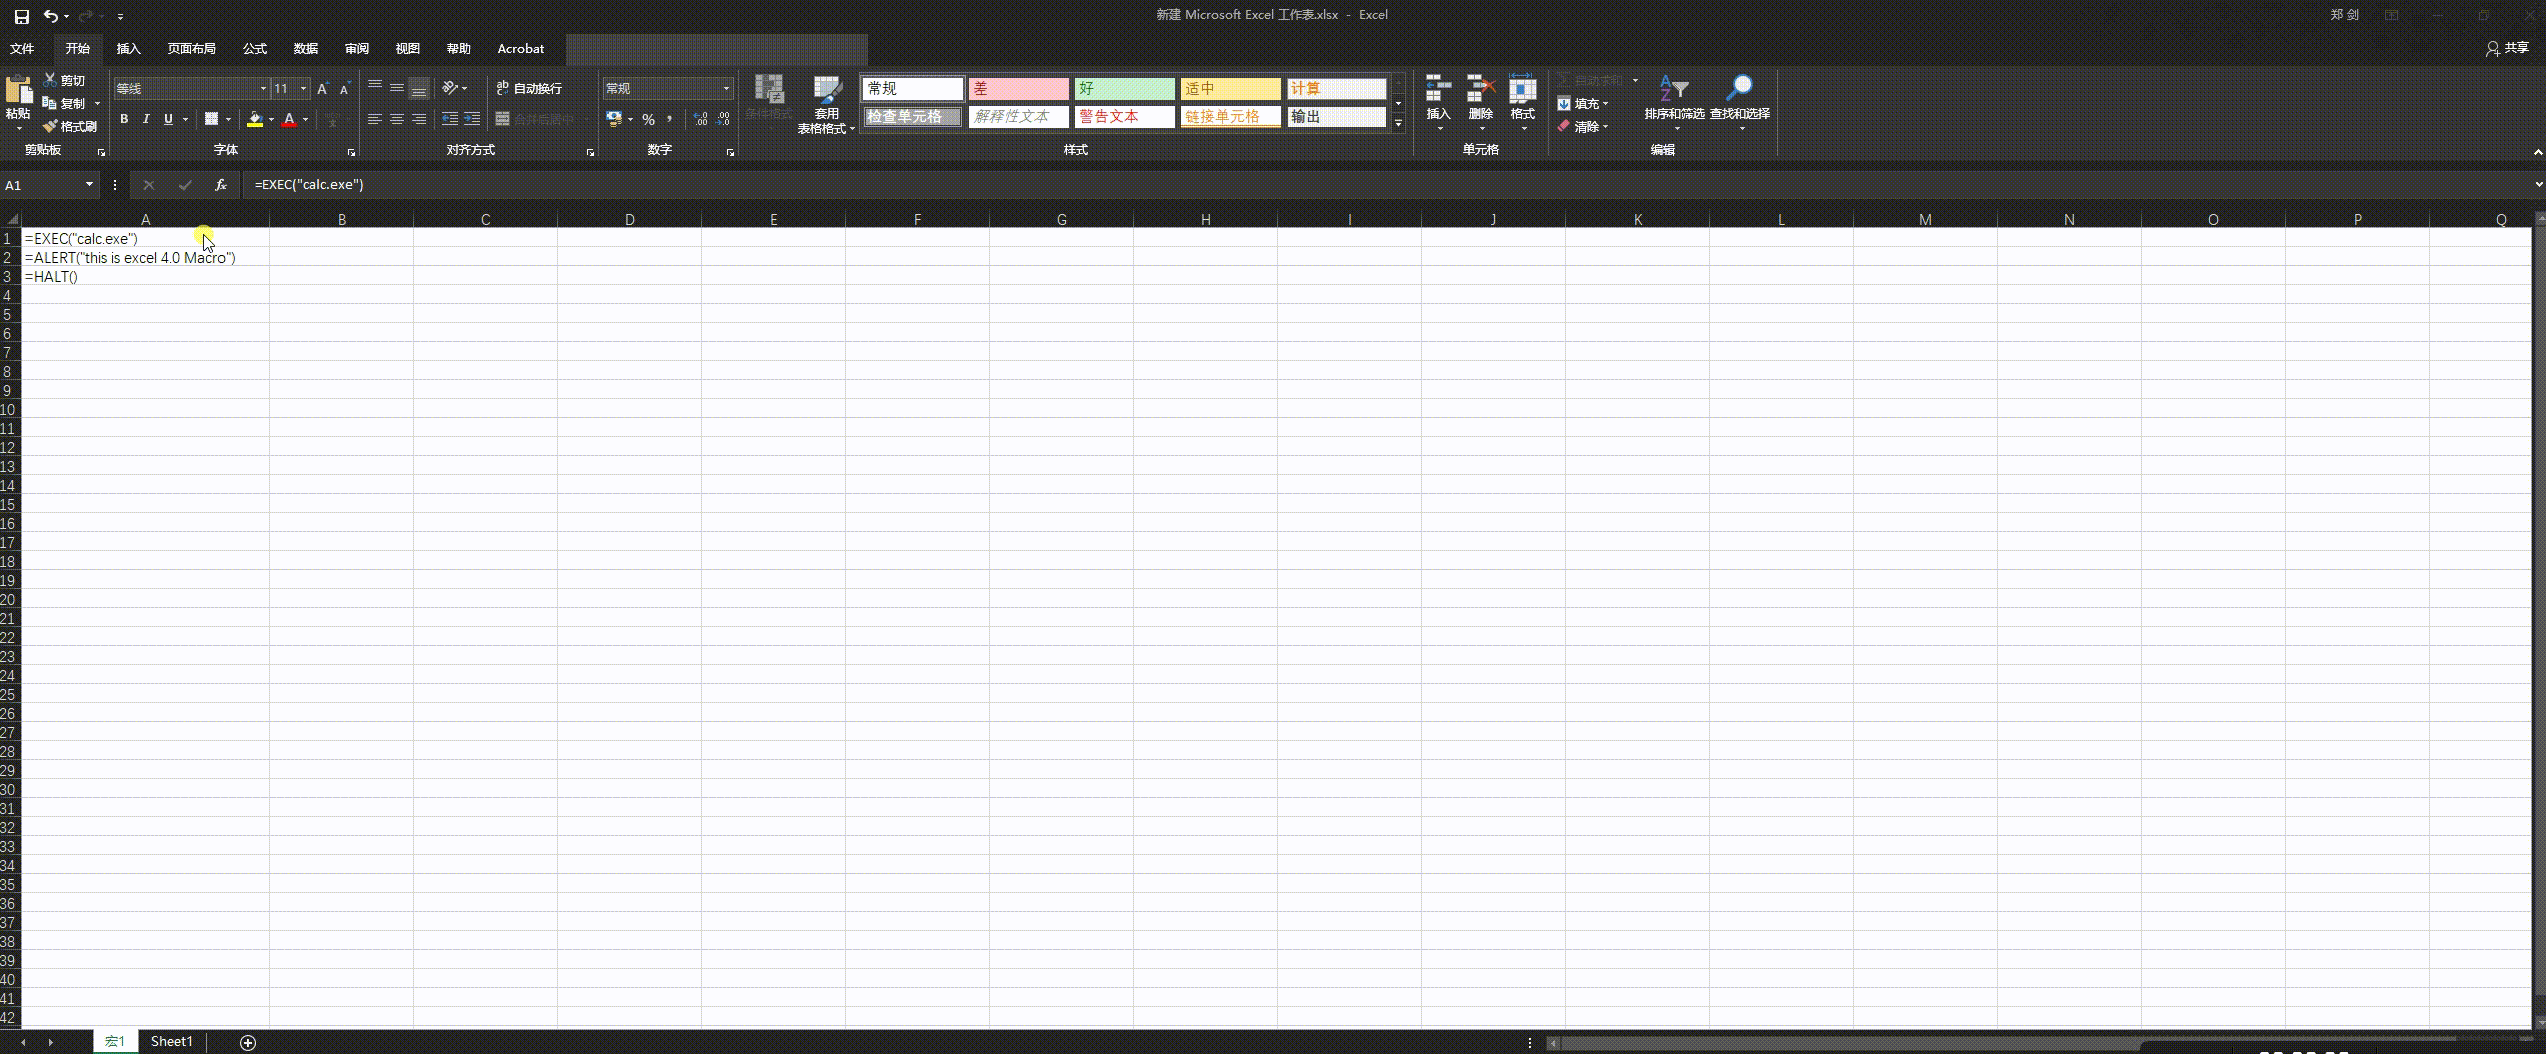 新建 Microsoft Excel 工作表.xlsx - Excel
郑 剑
文件 开始 插入 页面布局 公式 数据 审阅 视图 帮助 Acrobat
共享
粘贴
剪切
复制
格式刷
剪贴板
等线 11
B I U
字体
ab 自动换行
合并后居中
对齐方式
常规
%
数字
条件格式
套用
表格格式
常规 差 好 适中 计算
检查单元格 解释性文本 警告文本 链接单元格 输出
样式
插入 删除 格式
单元格
自动求和
填充
清除
排序和筛选 查找和选择
编辑
A1 fx =EXEC("calc.exe")
A B C D E F G H I J K L M N O P Q
1 =EXEC("calc.exe")
2 =ALERT("this is excel 4.0 Macro")
3 =HALT()
4
5
6
7
8
9
10
11
12
13
14
15
16
17
18
19
20
21
22
23
24
25
26
27
28
29
30
31
32
33
34
35
36
37
38
39
40
41
42
宏1 Sheet1